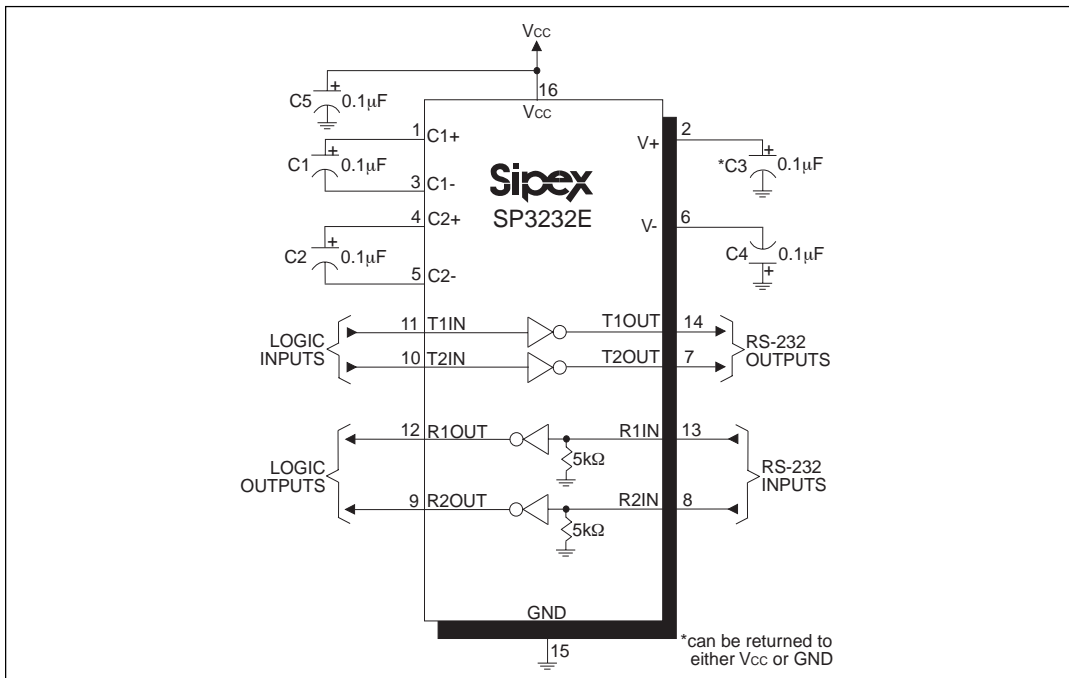 VCC
C5
+
0.1µF
16
VCC
1
C1+
C1
+
0.1µF
3
C1-
4
C2+
C2
+
0.1µF
5
C2-
Sipex
SP3232E
V+
2
*C3
+
0.1µF
V-
6
C4
0.1µF
+
LOGIC
INPUTS
11
T1IN
T1OUT
14
10
T2IN
T2OUT
7
RS-232
OUTPUTS
LOGIC
OUTPUTS
12
R1OUT
R1IN
13
5kΩ
9
R2OUT
R2IN
8
5kΩ
RS-232
INPUTS
GND
15
*can be returned to
either VCC or GND